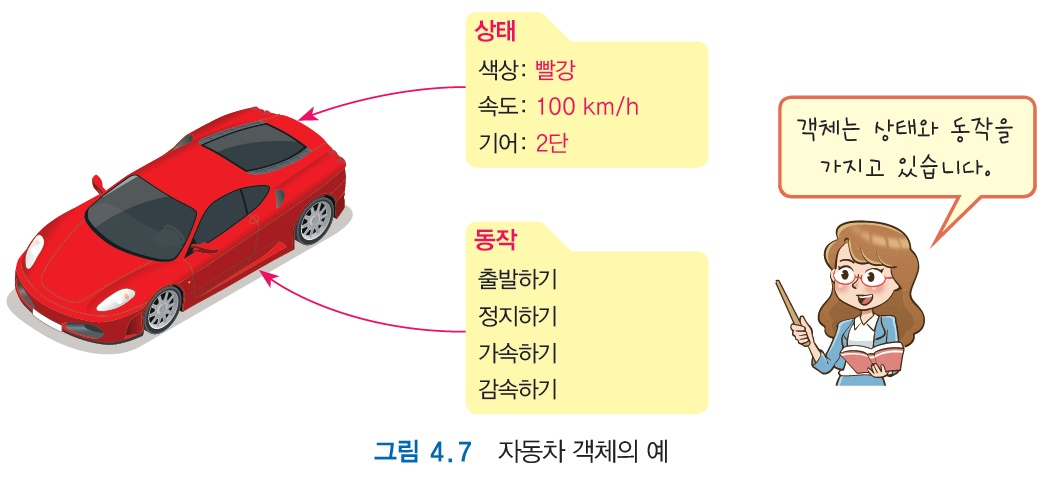 상태
색상: 빨강
속도: 100 km/h
기어: 2단
객체는 상태와 동작을
가지고 있습니다.
동작
출발하기
정지하기
가속하기
감속하기
그림 4.7 자동차 객체의 예